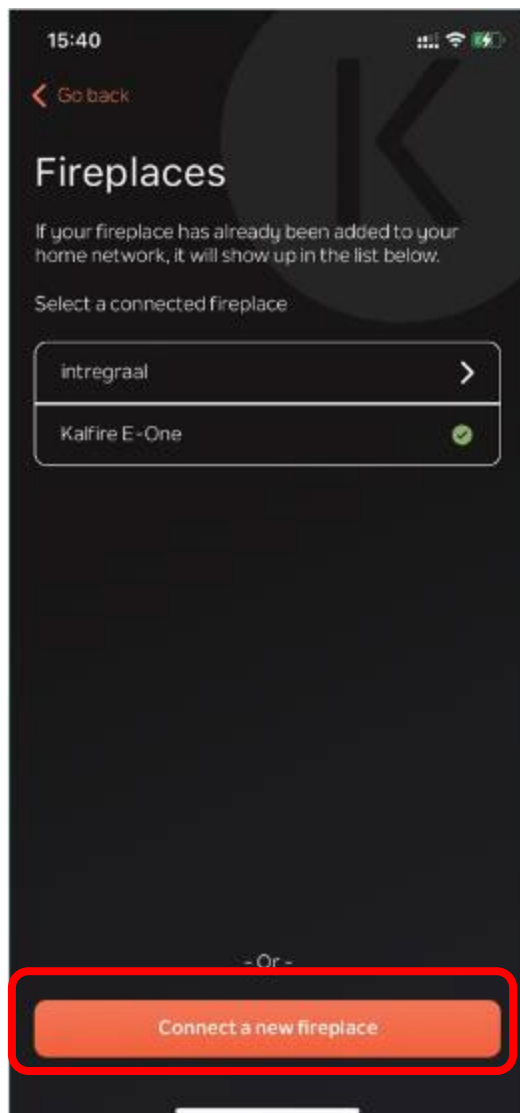 15:40
Go back
Fireplaces
If your fireplace has already been added to your
home network, it will show up in the list below.
Select a connected fireplace
intregraal
Kalfire E-One
- Or -
Connect a new fireplace